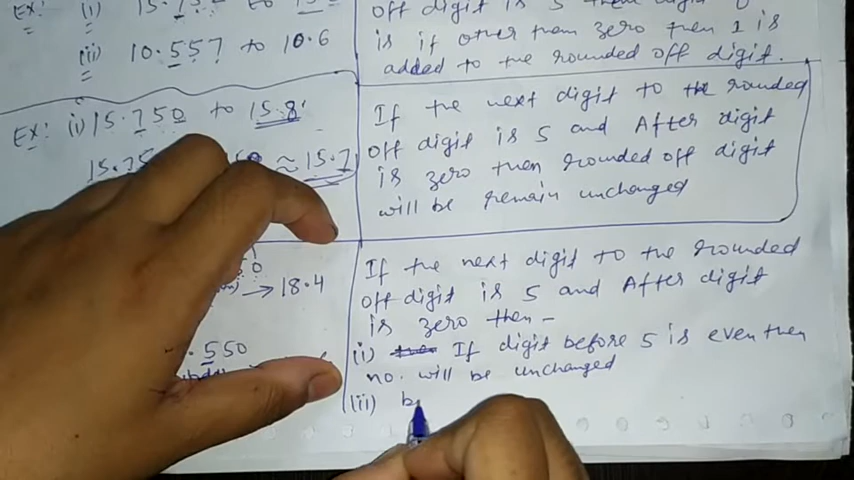 Ex: (i)
(ii) 10.557 to 10.6
off digit is 5 then digit
is if other them zero then 1 is
added to the rounded off digit.
Ex: (i) 15.750 to 15.8
≈ 15.7
If the next digit to the rounded
off digit is 5 and After digit
is zero then rounded off digit
will be remain unchanged
→ 18.4
.550
If the next digit to the rounded
off digit is 5 and After digit
is zero then -
(i) If digit before 5 is even then
no. will be unchanged
(ii) b